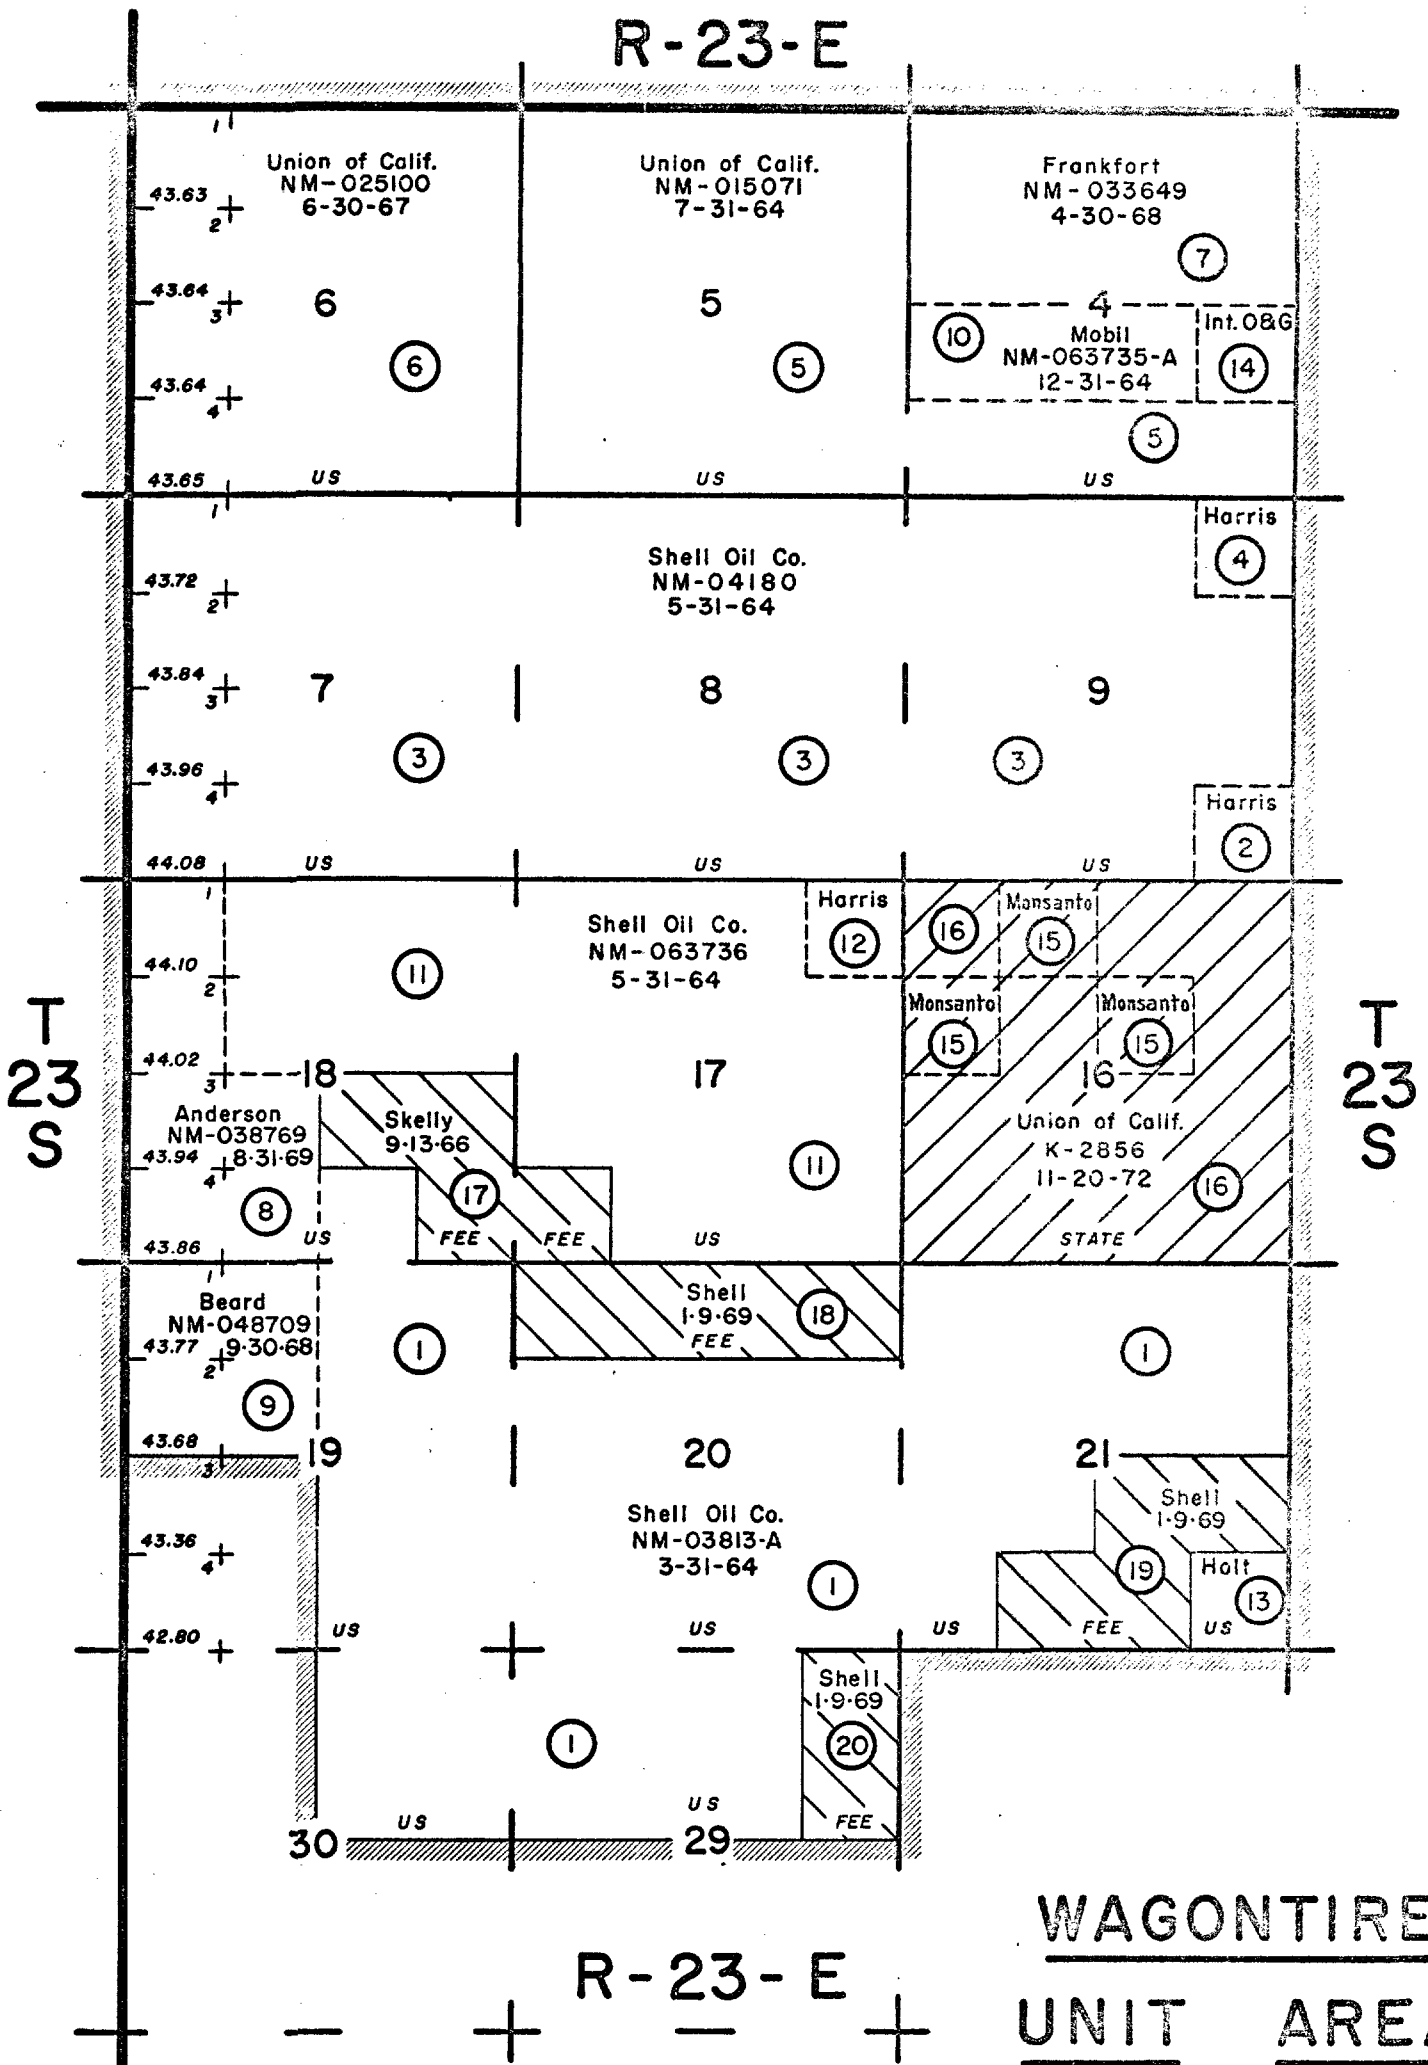 R-23-E
1
Union of Calif.
NM-025100
6-30-67
Union of Calif.
NM-015071
7-31-64
Frankfort
NM-033649
4-30-68
43.63
2
7
43.64
3
6
5
4
10
Mobil
NM-063735-A
12-31-64
Int. O&G
14
6
5
43.64
4
5
43.65
US
US
US
1
Harris
4
Shell Oil Co.
NM-04180
5-31-64
43.72
2
43.84
3
7
8
9
3
3
3
43.96
4
Harris
2
44.08
US
US
US
1
Harris
12
16
Monsanto
15
Shell Oil Co.
NM-063736
5-31-64
11
44.10
2
Monsanto
15
Monsanto
15
T
23
S
T
23
S
44.02
3
18
17
16
Anderson
NM-038769
8-31-69
Skelly
9-13-66
Union of Calif.
K-2856
11-20-72
43.94
4
11
16
8
17
US
FEE
FEE
US
STATE
43.86
1
Beard
NM-048709
9-30-68
Shell
1-9-69
FEE
18
43.77
2
1
1
9
43.68
3
19
20
21
Shell Oil Co.
NM-03813-A
3-31-64
Shell
1-9-69
43.36
4
1
19
Holt
13
US
US
US
FEE
US
42.80
Shell
1-9-69
1
20
US
US
FEE
30
29
WAGONTIRE
R-23-E
UNIT AREA